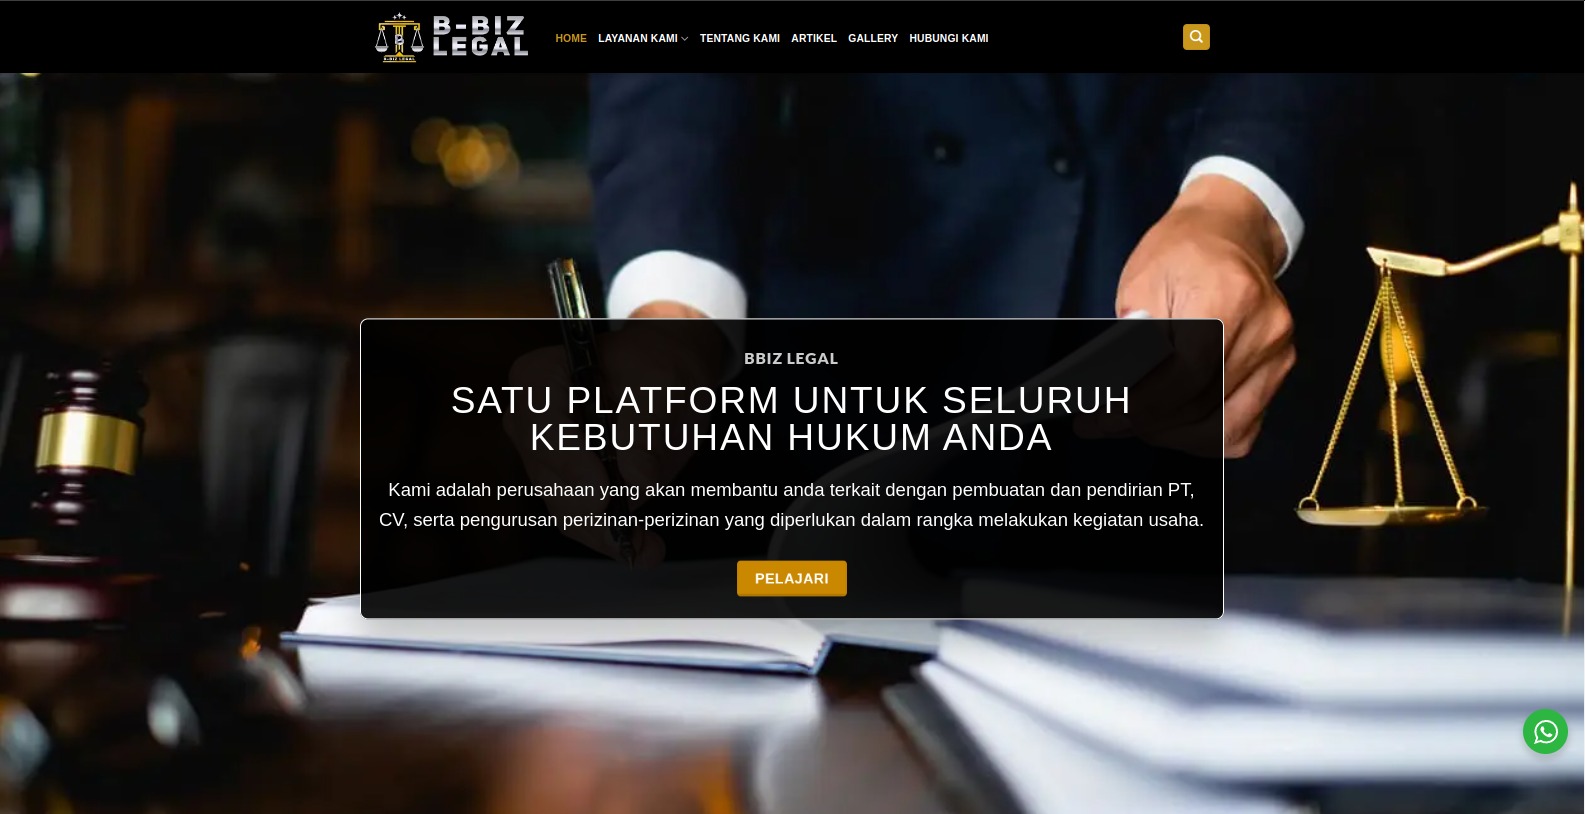 B-BIZ
LEGAL
B-BIZ LEGAL
HOME LAYANAN KAMI TENTANG KAMI ARTIKEL GALLERY HUBUNGI KAMI
BBIZ LEGAL
SATU PLATFORM UNTUK SELURUH
KEBUTUHAN HUKUM ANDA
Kami adalah perusahaan yang akan membantu anda terkait dengan pembuatan dan pendirian PT,
CV, serta pengurusan perizinan-perizinan yang diperlukan dalam rangka melakukan kegiatan usaha.
PELAJARI